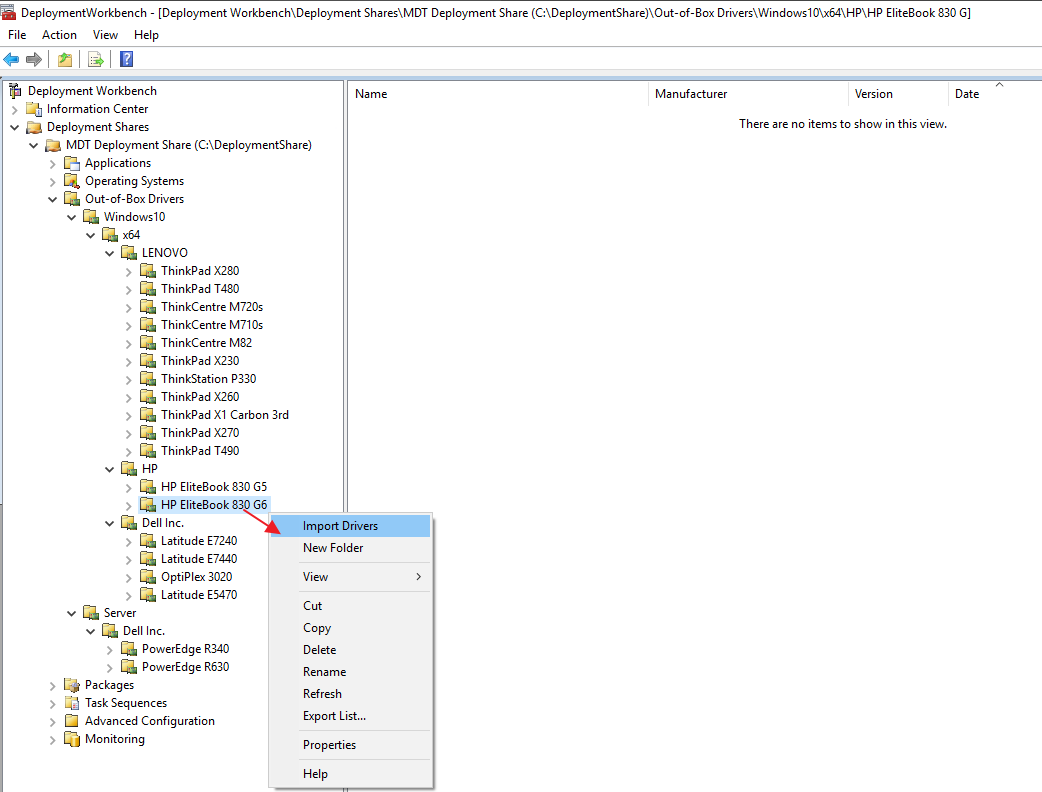 DeploymentWorkbench - [Deployment Workbench\Deployment Shares\MDT Deployment Share (C:\DeploymentShare)\Out-of-Box Drivers\Windows10\x64\HP\HP EliteBook 830 G]
File Action View Help
Deployment Workbench
Information Center
Deployment Shares
MDT Deployment Share (C:\DeploymentShare)
Applications
Operating Systems
Out-of-Box Drivers
Windows10
x64
LENOVO
ThinkPad X280
ThinkPad T480
ThinkCentre M720s
ThinkCentre M710s
ThinkCentre M82
ThinkPad X230
ThinkStation P330
ThinkPad X260
ThinkPad X1 Carbon 3rd
ThinkPad X270
ThinkPad T490
HP
HP EliteBook 830 G5
HP EliteBook 830 G6
Dell Inc.
Latitude E7240
Latitude E7440
OptiPlex 3020
Latitude E5470
Server
Dell Inc.
PowerEdge R340
PowerEdge R630
Packages
Task Sequences
Advanced Configuration
Monitoring
Name Manufacturer Version Date
There are no items to show in this view.
Import Drivers
New Folder
View
Cut
Copy
Delete
Rename
Refresh
Export List...
Properties
Help